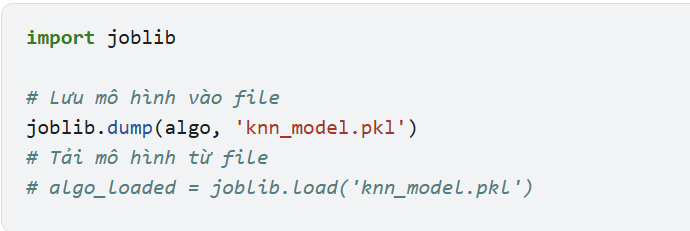 import joblib
# Lưu mô hình vào file
joblib.dump(algo, 'knn_model.pkl')
# Tải mô hình từ file
# algo_loaded = joblib.load('knn_model.pkl')